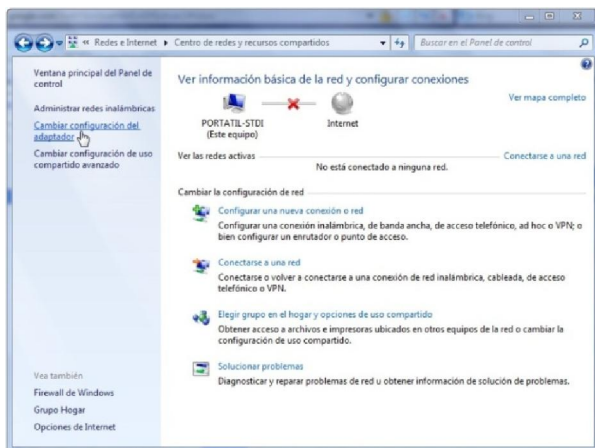 Redes e Internet ▸ Centro de redes y recursos compartidos
Buscar en el Panel de control
Ventana principal del Panel de
control
Administrar redes inalámbricas
Cambiar configuración del
adaptador
Cambiar configuración de uso
compartido avanzado
Ver información básica de la red y configurar conexiones
Ver mapa completo
PORTATIL-STDI
(Este equipo)
Internet
Ver las redes activas
Conectarse a una red
No está conectado a ninguna red.
Cambiar la configuración de red
Configurar una nueva conexión o red
Configurar una conexión inalámbrica, de banda ancha, de acceso telefónico, ad hoc o VPN; o
bien configurar un enrutador o punto de acceso.
Conectarse a una red
Conectarse o volver a conectarse a una conexión de red inalámbrica, cableada, de acceso
telefónico o VPN.
Elegir grupo en el hogar y opciones de uso compartido
Obtener acceso a archivos e impresoras ubicados en otros equipos de la red o cambiar la
configuración de uso compartido.
Solucionar problemas
Diagnosticar y reparar problemas de red u obtener información de solución de problemas.
Vea también
Firewall de Windows
Grupo Hogar
Opciones de Internet